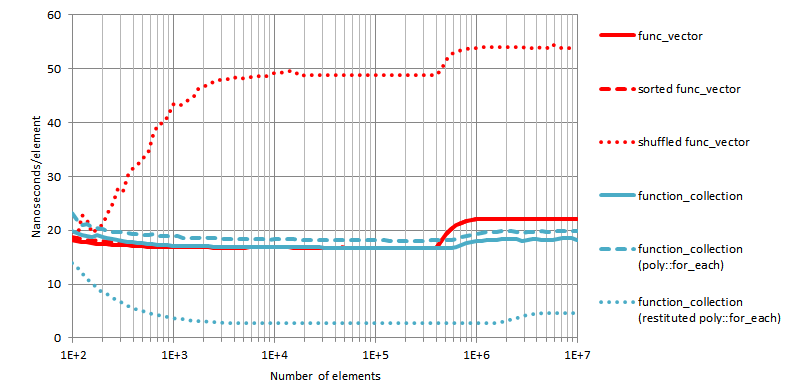 60
50
40
30
20
10
0
Nanoseconds/element
1E+2
1E+3
1E+4
1E+5
1E+6
1E+7
Number of elements
func_vector
sorted func_vector
shuffled func_vector
function_collection
function_collection
(poly::for_each)
function_collection
(restituted poly::for_each)